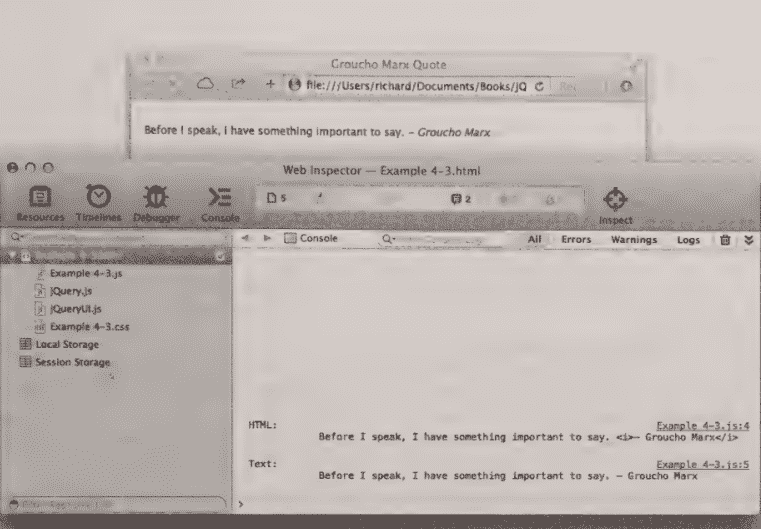 Groucho Marx Quote
file:///Users/richard/Documents/Books/jQ
Before I speak, I have something important to say. – Groucho Marx
Web Inspector — Example 4-3.html
5
2
Resources Timelines Debugger Console
Inspect
Console
All Errors Warnings Logs
Example 4-3.js
jQuery.js
jQueryUI.js
Example 4-3.css
Local Storage
Session Storage
HTML: Example 4-3.js:4
Before I speak, I have something important to say. <i>— Groucho Marx</i>
Text: Example 4-3.js:5
Before I speak, I have something important to say. — Groucho Marx
>